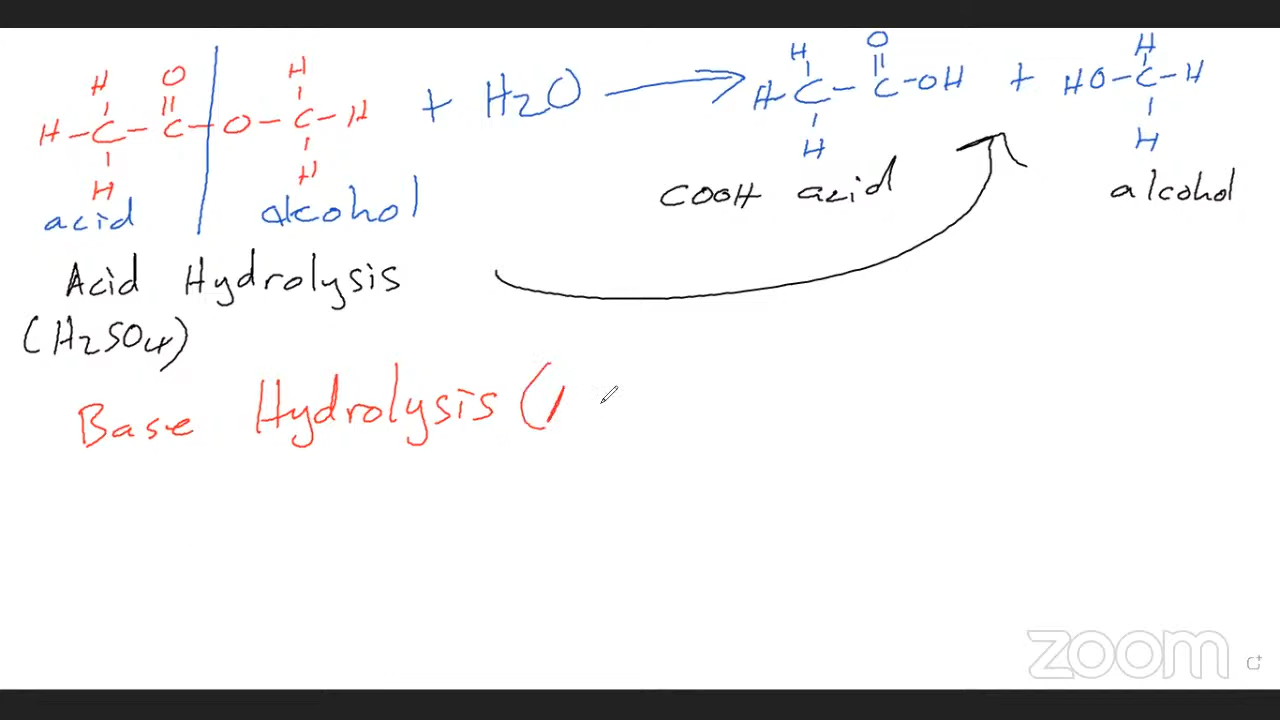 H O H
H - C - C - O - C - H + H2O → H - C - C - OH + HO - C - H
H H H H
acid alcohol COOH acid alcohol
Acid Hydrolysis
(H2SO4)
Base Hydrolysis (
zoom